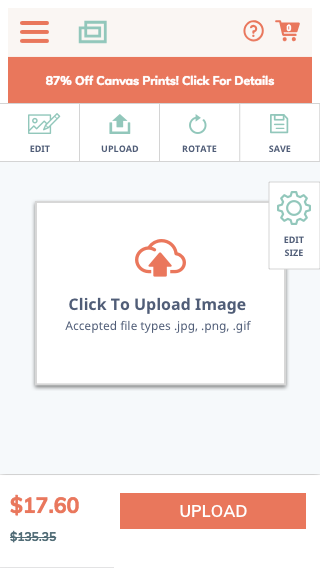 0
87% Off Canvas Prints! Click For Details
EDIT
UPLOAD
ROTATE
SAVE
EDIT
SIZE
Click To Upload Image
Accepted file types .jpg, .png, .gif
$17.60
$135.35
UPLOAD